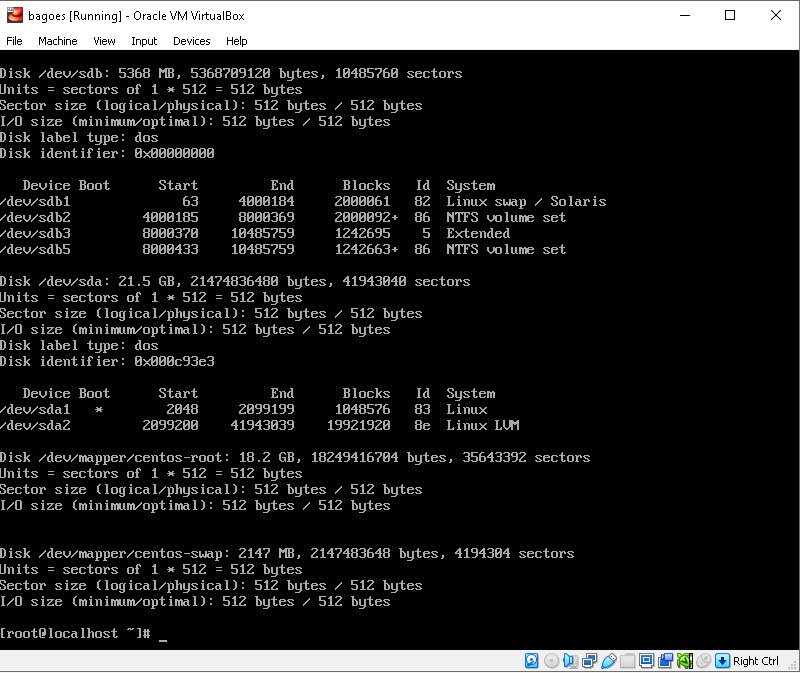 bagoes [Running] - Oracle VM VirtualBox
File Machine View Input Devices Help
Disk /dev/sdb: 5368 MB, 5368709120 bytes, 10485760 sectors
Units = sectors of 1 * 512 = 512 bytes
Sector size (logical/physical): 512 bytes / 512 bytes
I/O size (minimum/optimal): 512 bytes / 512 bytes
Disk label type: dos
Disk identifier: 0x00000000
Device Boot Start End Blocks Id System
/dev/sdb1 63 4000184 2000061 82 Linux swap / Solaris
/dev/sdb2 4000185 8000369 2000092+ 86 NTFS volume set
/dev/sdb3 8000370 10485759 1242695 5 Extended
/dev/sdb5 8000433 10485759 1242663+ 86 NTFS volume set
Disk /dev/sda: 21.5 GB, 21474836480 bytes, 41943040 sectors
Units = sectors of 1 * 512 = 512 bytes
Sector size (logical/physical): 512 bytes / 512 bytes
I/O size (minimum/optimal): 512 bytes / 512 bytes
Disk label type: dos
Disk identifier: 0x000c93e3
Device Boot Start End Blocks Id System
/dev/sda1 * 2048 2099199 1048576 83 Linux
/dev/sda2 2099200 41943039 19921920 8e Linux LVM
Disk /dev/mapper/centos-root: 18.2 GB, 18249416704 bytes, 35643392 sectors
Units = sectors of 1 * 512 = 512 bytes
Sector size (logical/physical): 512 bytes / 512 bytes
I/O size (minimum/optimal): 512 bytes / 512 bytes
Disk /dev/mapper/centos-swap: 2147 MB, 2147483648 bytes, 4194304 sectors
Units = sectors of 1 * 512 = 512 bytes
Sector size (logical/physical): 512 bytes / 512 bytes
I/O size (minimum/optimal): 512 bytes / 512 bytes
[root@localhost ~]# _
Right Ctrl